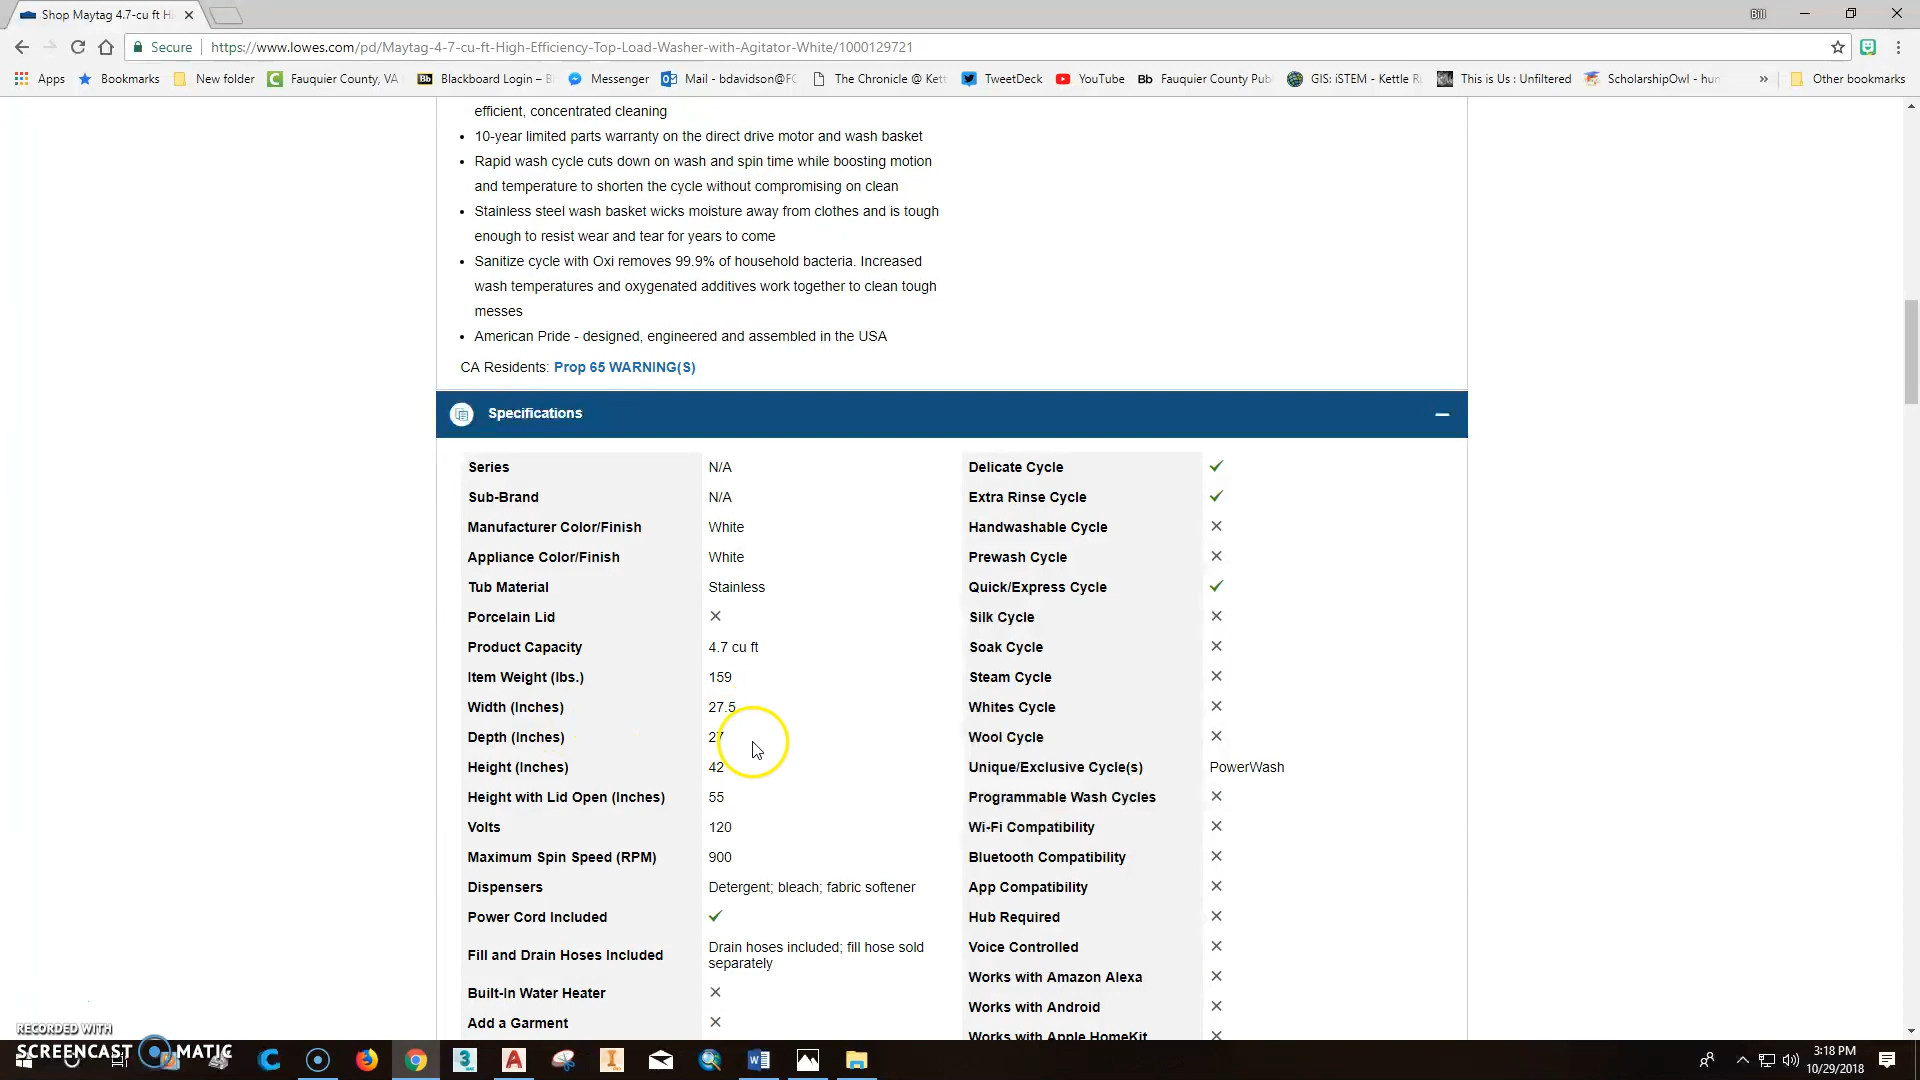 Shop Maytag 4.7-cu ft Hi
Bill
Secure
https://www.lowes.com/pd/Maytag-4-7-cu-ft-High-Efficiency-Top-Load-Washer-with-Agitator-White/1000129721
Apps
Bookmarks
New folder
Fauquier County, VA
Bb Blackboard Login – B
Messenger
Mail - bdavidson@FC
The Chronicle @ Kett
TweetDeck
YouTube
Bb Fauquier County Pub
GIS: iSTEM - Kettle Ru
This is Us : Unfiltered
ScholarshipOwl - hun
»
Other bookmarks
efficient, concentrated cleaning
• 10-year limited parts warranty on the direct drive motor and wash basket
• Rapid wash cycle cuts down on wash and spin time while boosting motion
and temperature to shorten the cycle without compromising on clean
• Stainless steel wash basket wicks moisture away from clothes and is tough
enough to resist wear and tear for years to come
• Sanitize cycle with Oxi removes 99.9% of household bacteria. Increased
wash temperatures and oxygenated additives work together to clean tough
messes
• American Pride - designed, engineered and assembled in the USA
CA Residents: Prop 65 WARNING(S)
Specifications
Series N/A
Sub-Brand N/A
Manufacturer Color/Finish White
Appliance Color/Finish White
Tub Material Stainless
Porcelain Lid
Product Capacity 4.7 cu ft
Item Weight (lbs.) 159
Width (Inches) 27.5
Depth (Inches) 27
Height (Inches) 42
Height with Lid Open (Inches) 55
Volts 120
Maximum Spin Speed (RPM) 900
Dispensers Detergent; bleach; fabric softener
Power Cord Included
Fill and Drain Hoses Included Drain hoses included; fill hose sold
separately
Built-In Water Heater
Add a Garment
Delicate Cycle
Extra Rinse Cycle
Handwashable Cycle
Prewash Cycle
Quick/Express Cycle
Silk Cycle
Soak Cycle
Steam Cycle
Whites Cycle
Wool Cycle
Unique/Exclusive Cycle(s) PowerWash
Programmable Wash Cycles
Wi-Fi Compatibility
Bluetooth Compatibility
App Compatibility
Hub Required
Voice Controlled
Works with Amazon Alexa
Works with Android
Works with Apple HomeKit
RECORDED WITH
SCREENCAST MATIC
3:18 PM
10/29/2018